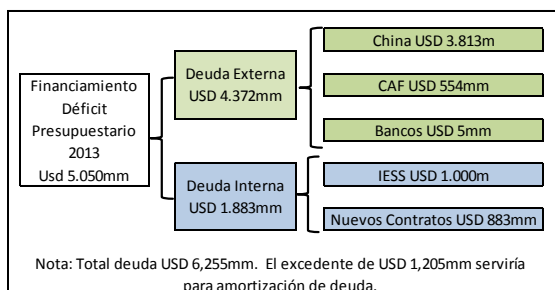 Financiamiento
Déficit
Presupuestario
2013
Usd 5.050mm
Deuda Externa
USD 4.372mm
China USD 3.813m
CAF USD 554mm
Bancos USD 5mm
Deuda Interna
USD 1.883mm
IESS USD 1.000m
Nuevos Contratos USD 883mm
Nota: Total deuda USD 6,255mm. El excedente de USD 1,205mm serviría
para amortización de deuda.